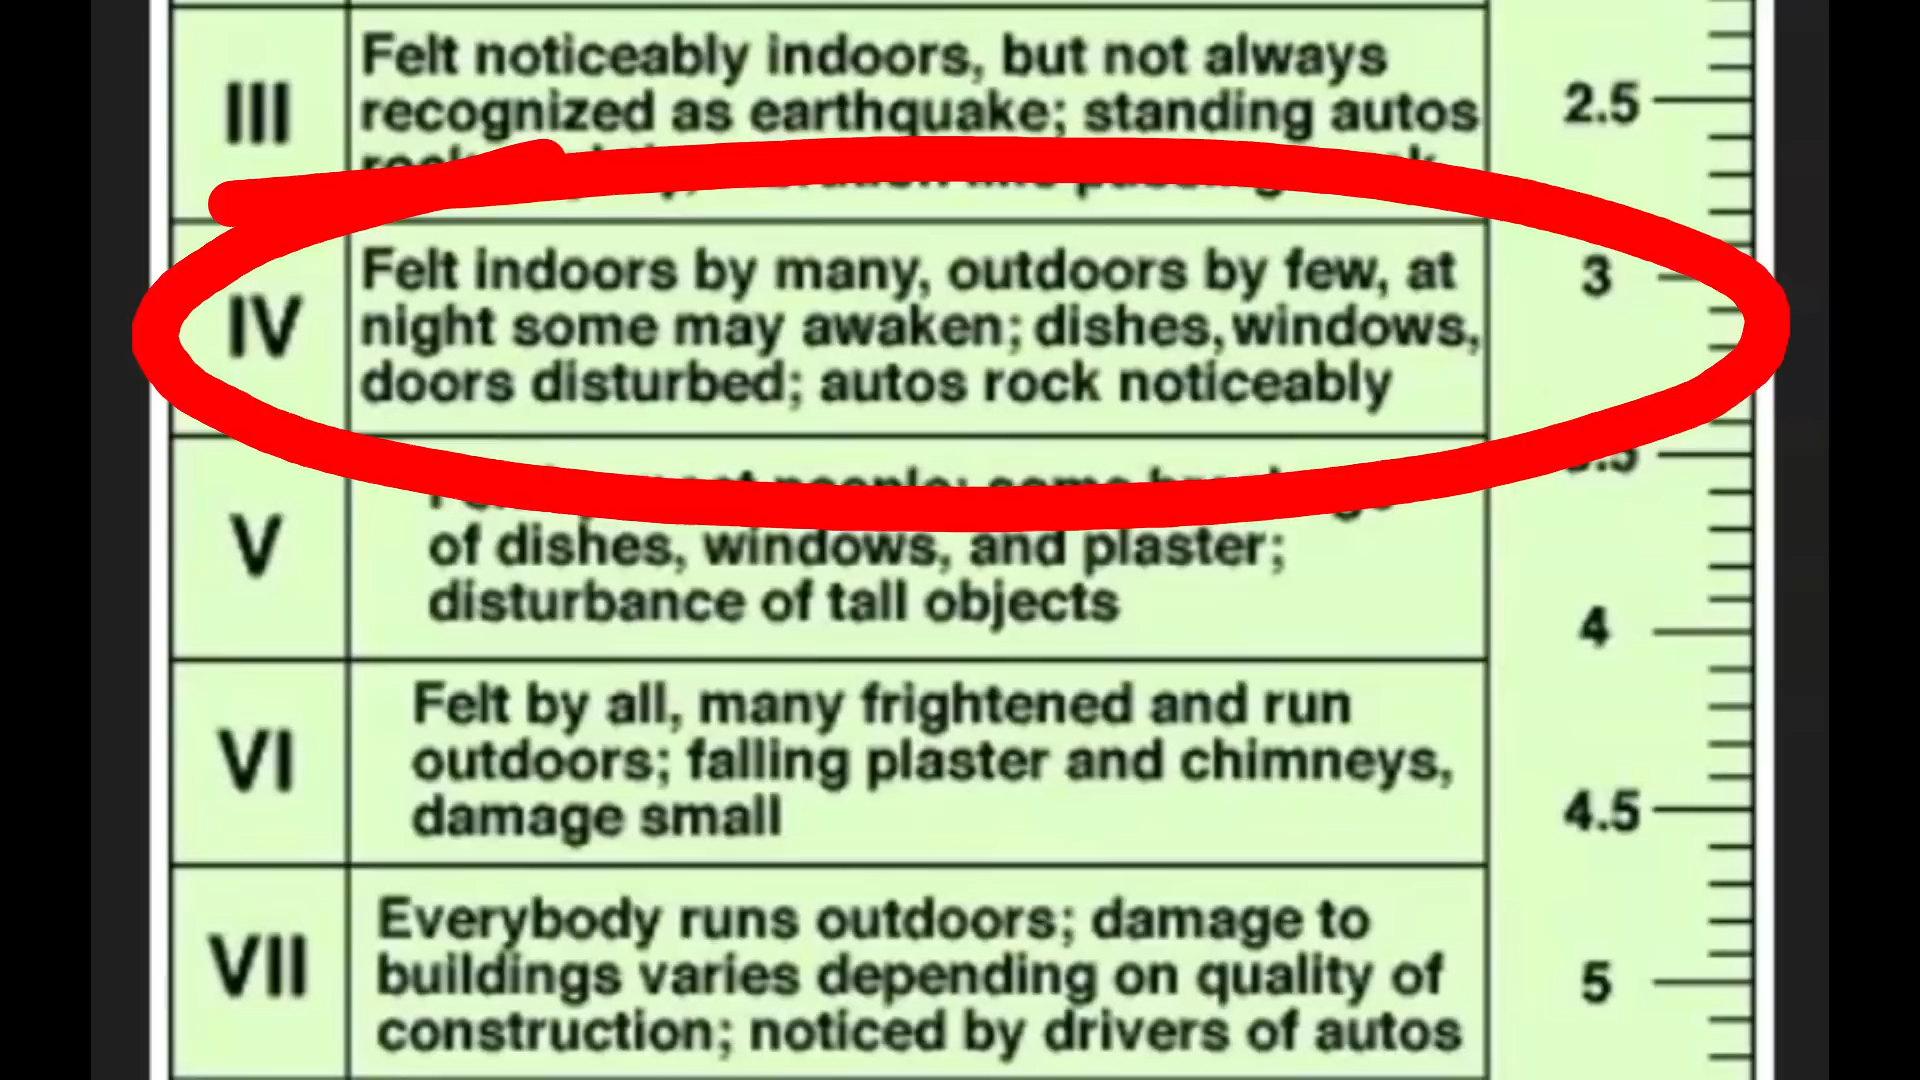 III
Felt noticeably indoors, but not always
recognized as earthquake; standing autos
2.5
IV
Felt indoors by many, outdoors by few, at
night some may awaken; dishes, windows,
doors disturbed; autos rock noticeably
3
V
people; some
of dishes, windows, and plaster;
disturbance of tall objects
4
VI
Felt by all, many frightened and run
outdoors; falling plaster and chimneys,
damage small
4.5
VII
Everybody runs outdoors; damage to
buildings varies depending on quality of
construction; noticed by drivers of autos
5